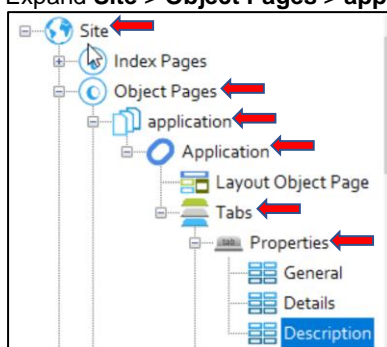 Expand Site > Object Pages > app
Site
Index Pages
Object Pages
application
Application
Layout Object Page
Tabs
tab Properties
General
Details
Description